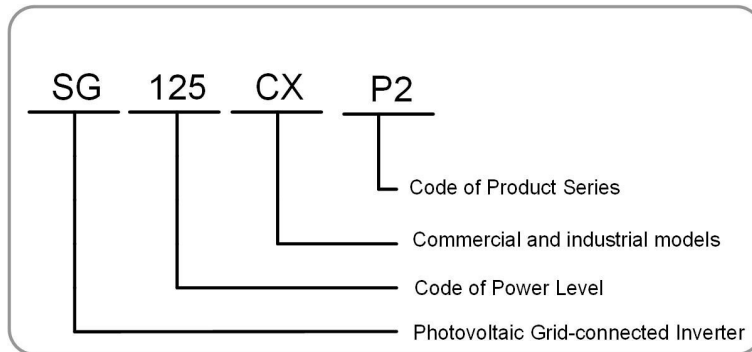 SG 125 CX P2
Code of Product Series
Commercial and industrial models
Code of Power Level
Photovoltaic Grid-connected Inverter